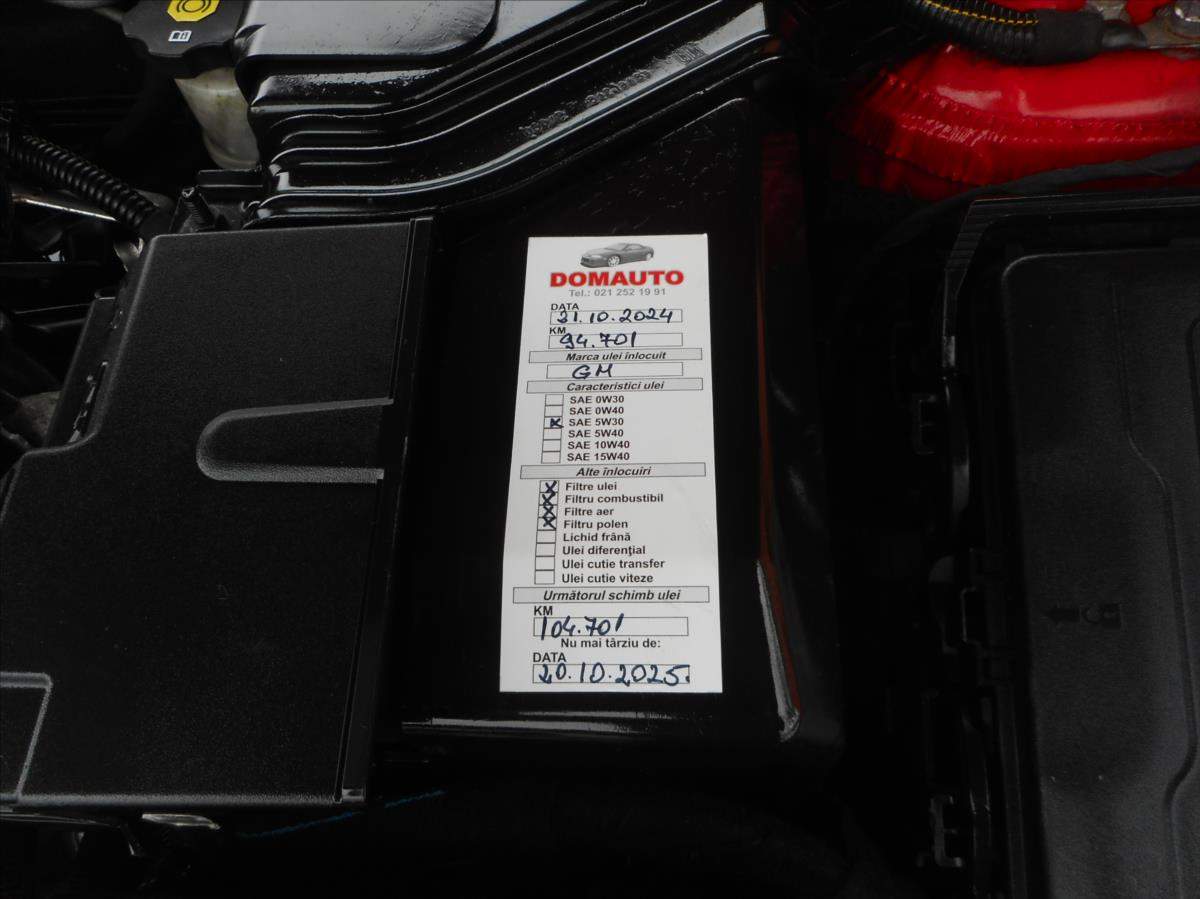 DOMAUTO
Tel.: 021 252 19 91
DATA
21.10.2024
KM
94.701
Marca ulei înlocuit
GM
Caracteristici ulei
SAE 0W30
SAE 0W40
SAE 5W30
SAE 5W40
SAE 10W40
SAE 15W40
Alte înlocuiri
Filtre ulei
Filtru combustibil
Filtre aer
Filtru polen
Lichid frână
Ulei diferenţial
Ulei cutie transfer
Ulei cutie viteze
Următorul schimb ulei
KM
104.701
Nu mai târziu de:
DATA
20.10.2025.